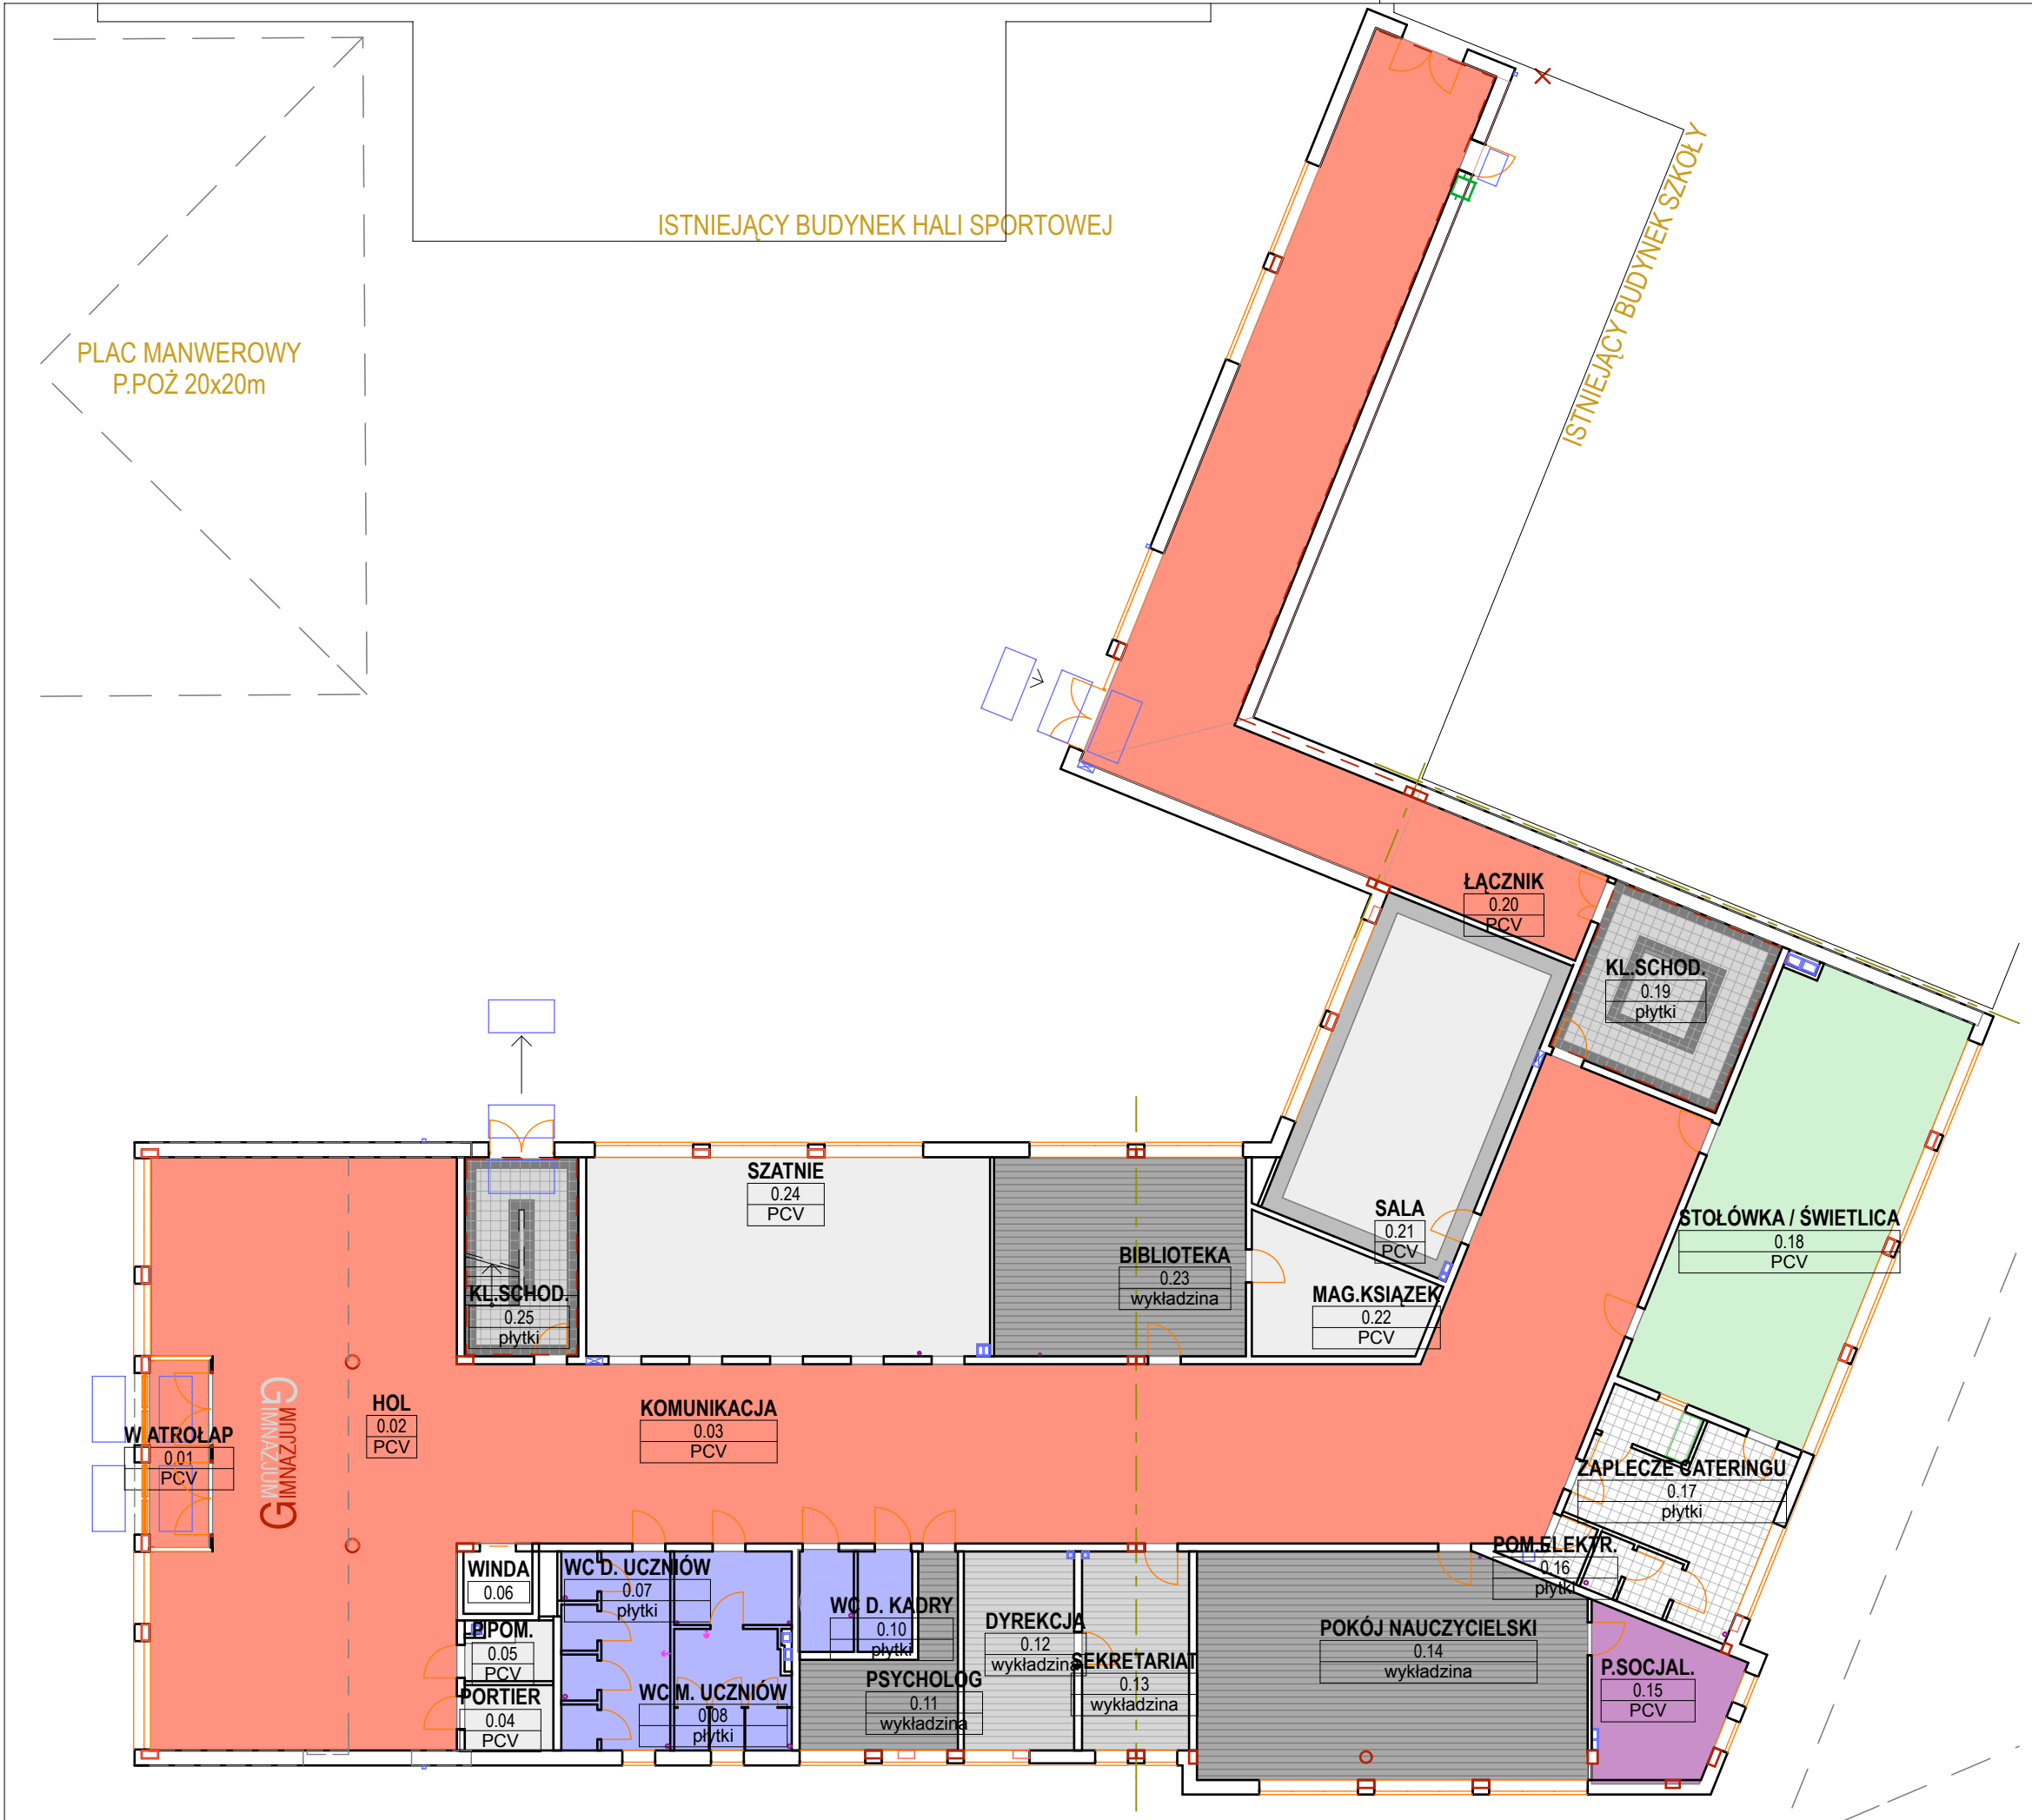 ISTNIEJĄCY BUDYNEK HALI SPORTOWEJ
ISTNIEJĄCY BUDYNEK SZKOŁY
PLAC MANWEROWY
P.POŻ 20x20m
ŁĄCZNIK
0.20
PCV
KL.SCHOD.
0.19
płytki
SZATNIE
0.24
PCV
SALA
0.21
PCV
STOŁÓWKA / ŚWIETLICA
0.18
PCV
BIBLIOTEKA
0.23
wykładzina
KL.SCHOD.
0.25
płytki
MAG.KSIĄZEK
0.22
PCV
HOL
0.02
PCV
KOMUNIKACJA
0.03
PCV
WIATROŁAP
0.01
PCV
GIMNAZJUM
GIMNAZJUM
ZAPLECZE CATERINGU
0.17
płytki
POM.ELEKTR.
0.16
płytki
WINDA
0.06
WC D. UCZNIÓW
0.07
płytki
WC D. KADRY
0.10
płytki
DYREKCJA
0.12
wykładzina
POKÓJ NAUCZYCIELSKI
0.14
wykładzina
P.POM.
0.05
PCV
SEKRETARIAT
0.13
wykładzina
P.SOCJAL.
0.15
PCV
PSYCHOLOG
0.11
wykładzina
PORTIER
0.04
PCV
WC M. UCZNIÓW
0.08
płytki